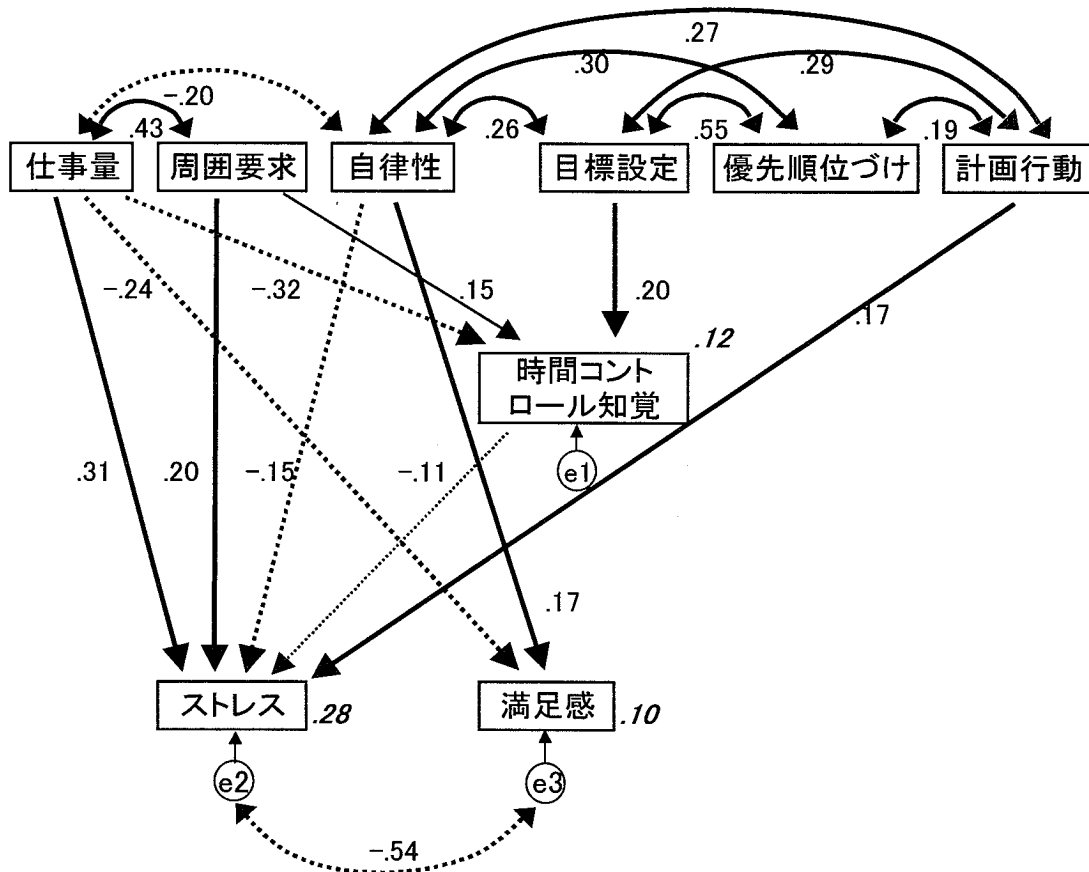 .27
.30
.29
-.20
.43
.26
.55
.19
仕事量
周囲要求
自律性
目標設定
優先順位づけ
計画行動
-.24
-.32
.15
.20
.17
.12
時間コント
ロール知覚
.31
.20
-.15
-.11
e1
.17
ストレス
.28
満足感
.10
e2
e3
-.54